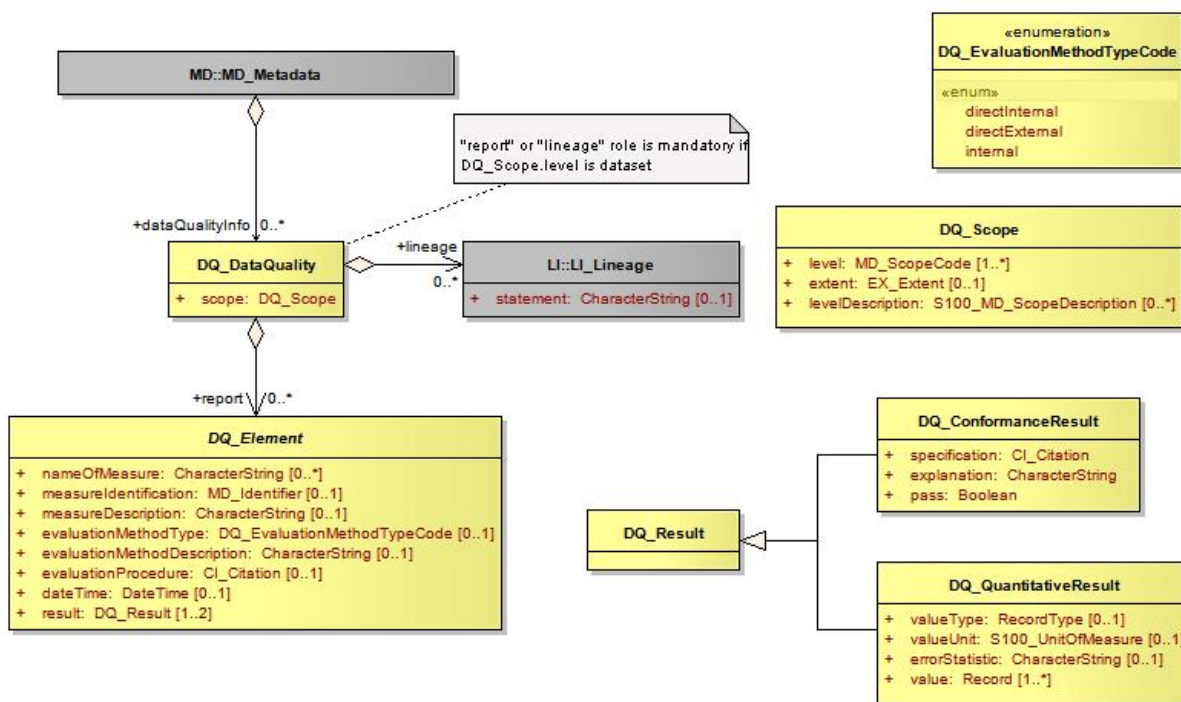 «enumeration»
DQ_EvaluationMethodTypeCode
«enum»
directInternal
directExternal
internal
MD::MD_Metadata
"report" or "lineage" role is mandatory if
DQ_Scope.level is dataset
+dataQualityInfo 0..*
DQ_DataQuality
+ scope: DQ_Scope
+lineage
0..*
LI::LI_Lineage
+ statement: CharacterString [0..1]
DQ_Scope
+ level: MD_ScopeCode [1..*]
+ extent: EX_Extent [0..1]
+ levelDescription: S100_MD_ScopeDescription [0..*]
+report 0..*
DQ_Element
+ nameOfMeasure: CharacterString [0..*]
+ measureIdentification: MD_Identifier [0..1]
+ measureDescription: CharacterString [0..1]
+ evaluationMethodType: DQ_EvaluationMethodTypeCode [0..1]
+ evaluationMethodDescription: CharacterString [0..1]
+ evaluationProcedure: CI_Citation [0..1]
+ dateTime: DateTime [0..1]
+ result: DQ_Result [1..2]
DQ_Result
DQ_ConformanceResult
+ specification: CI_Citation
+ explanation: CharacterString
+ pass: Boolean
DQ_QuantitativeResult
+ valueType: RecordType [0..1]
+ valueUnit: S100_UnitOfMeasure [0..1]
+ errorStatistic: CharacterString [0..1]
+ value: Record [1..*]